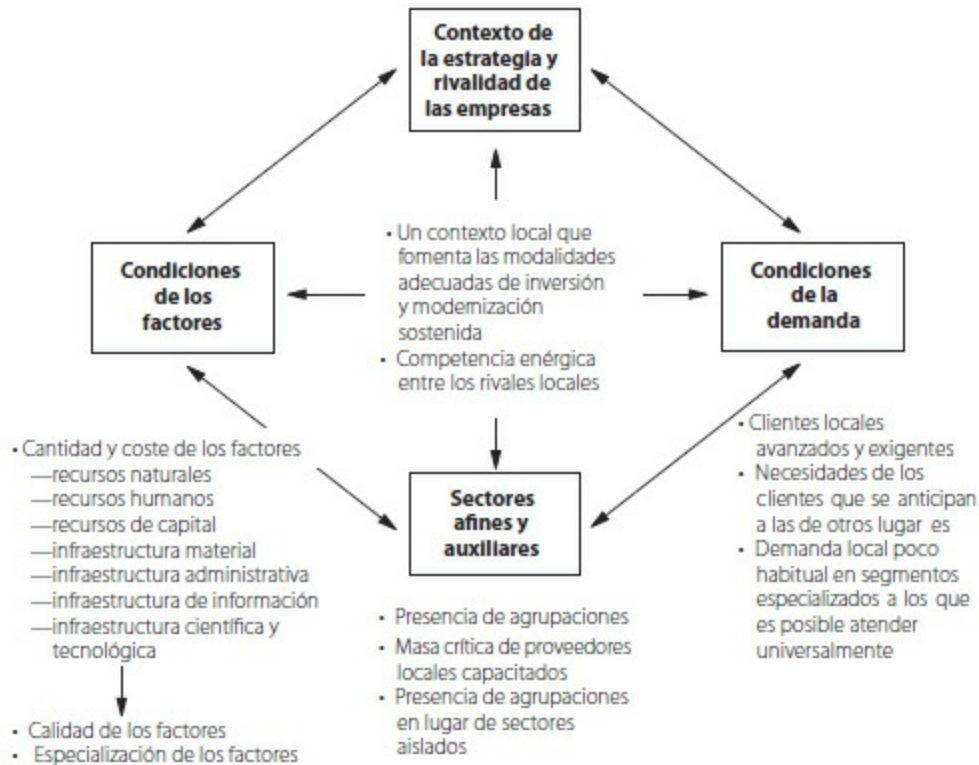 Contexto de
la estrategia y
rivalidad de
las empresas
• Un contexto local que
fomenta las modalidades
adecuadas de inversión
y modernización
sostenida
• Competencia enérgica
entre los rivales locales
Condiciones
de los
factores
Condiciones
de la
demanda
• Cantidad y coste de los factores
—recursos naturales
—recursos humanos
—recursos de capital
—infraestructura material
—infraestructura administrativa
—infraestructura de información
—infraestructura científica y
tecnológica
• Calidad de los factores
• Especialización de los factores
Sectores
afines y
auxiliares
• Presencia de agrupaciones
• Masa crítica de proveedores
locales capacitados
• Presencia de agrupaciones
en lugar de sectores
aislados
• Clientes locales
avanzados y exigentes
• Necesidades de los
clientes que se anticipan
a las de otros lugar es
• Demanda local poco
habitual en segmentos
especializados a los que
es posible atender
universalmente